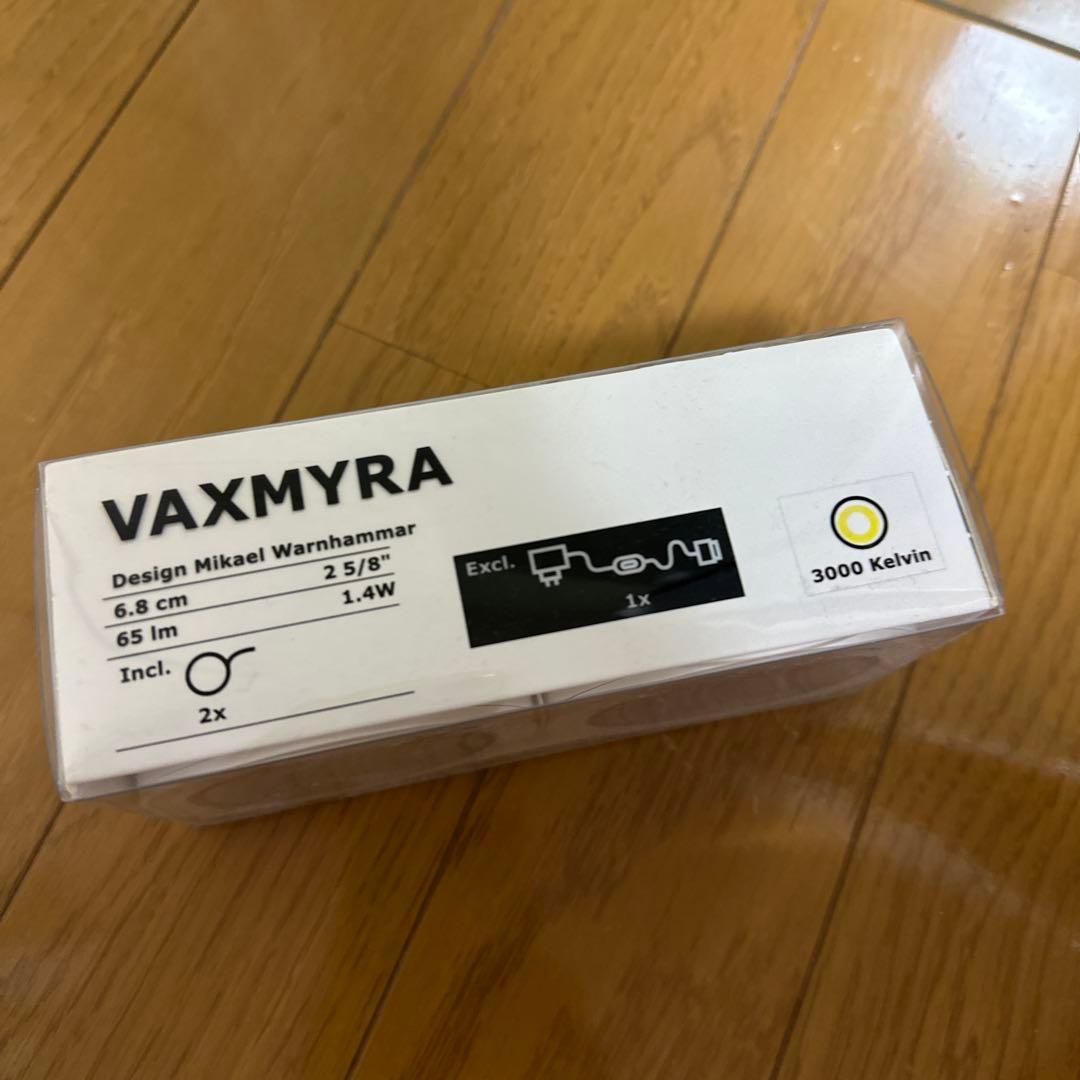 VAXMYRA
Design Mikael Warnhammar
6.8 cm 2 5/8"
65 lm 1.4W
Incl.
2x
Excl.
1x
3000 Kelvin